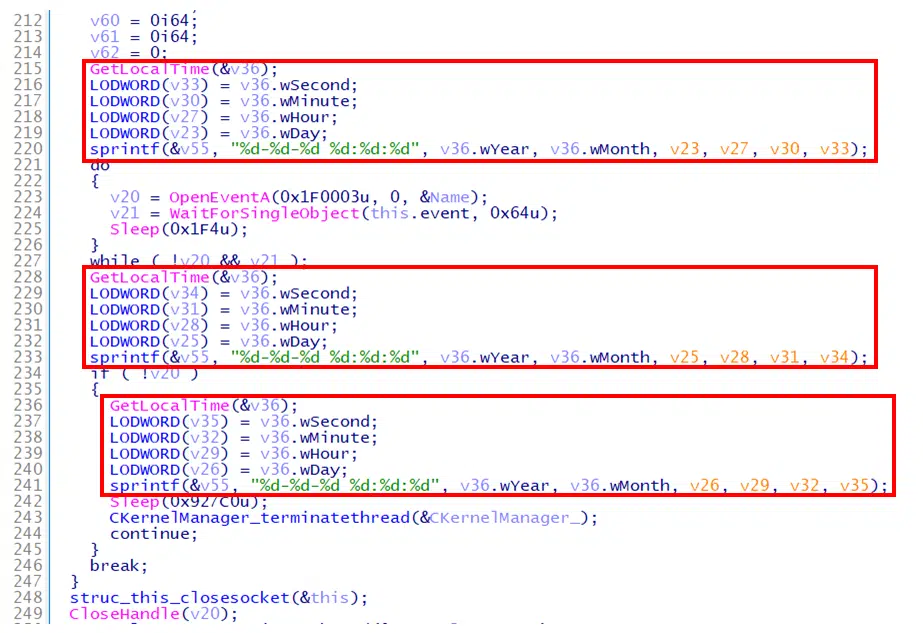 212 v60 = 0i64;
213 v61 = 0i64;
214 v62 = 0;
215 GetLocalTime(&v36);
216 LODWORD(v33) = v36.wSecond;
217 LODWORD(v30) = v36.wMinute;
218 LODWORD(v27) = v36.wHour;
219 LODWORD(v23) = v36.wDay;
220 sprintf(&v55, "%d-%d-%d %d:%d:%d", v36.wYear, v36.wMonth, v23, v27, v30, v33);
221 do
222 {
223 v20 = OpenEventA(0x1F0003u, 0, &Name);
224 v21 = WaitForSingleObject(this.event, 0x64u);
225 Sleep(0x1F4u);
226 }
227 while ( !v20 && v21 );
228 GetLocalTime(&v36);
229 LODWORD(v34) = v36.wSecond;
230 LODWORD(v31) = v36.wMinute;
231 LODWORD(v28) = v36.wHour;
232 LODWORD(v25) = v36.wDay;
233 sprintf(&v55, "%d-%d-%d %d:%d:%d", v36.wYear, v36.wMonth, v25, v28, v31, v34);
234 if ( !v20 )
235 {
236 GetLocalTime(&v36);
237 LODWORD(v35) = v36.wSecond;
238 LODWORD(v32) = v36.wMinute;
239 LODWORD(v29) = v36.wHour;
240 LODWORD(v26) = v36.wDay;
241 sprintf(&v55, "%d-%d-%d %d:%d:%d", v36.wYear, v36.wMonth, v26, v29, v32, v35);
242 Sleep(0x927C0u);
243 CKernelManager_terminatethread(&CKernelManager_);
244 continue;
245 }
246 break;
247 }
248 struc_this_closesocket(&this);
249 CloseHandle(v20);